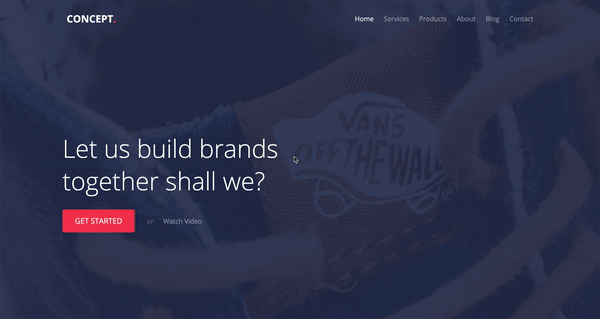 CONCEPT.
Home Services Products About Blog Contact
VANS
OFF THE WALL
Let us build brands
together shall we?
GET STARTED or Watch Video